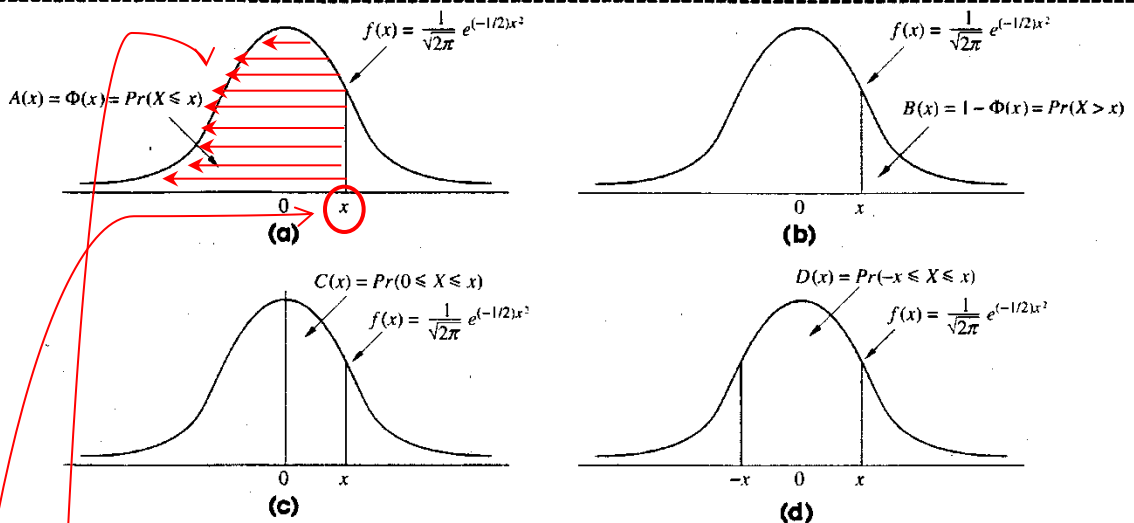 f(x) = 1/√2π e^(-1/2)x²
A(x) = Φ(x) = Pr(X ≤ x)
0 x
(a)
f(x) = 1/√2π e^(-1/2)x²
B(x) = 1 − Φ(x) = Pr(X > x)
0 x
(b)
C(x) = Pr(0 ≤ X ≤ x)
f(x) = 1/√2π e^(-1/2)x²
0 x
(c)
D(x) = Pr(−x ≤ X ≤ x)
f(x) = 1/√2π e^(-1/2)x²
−x 0 x
(d)